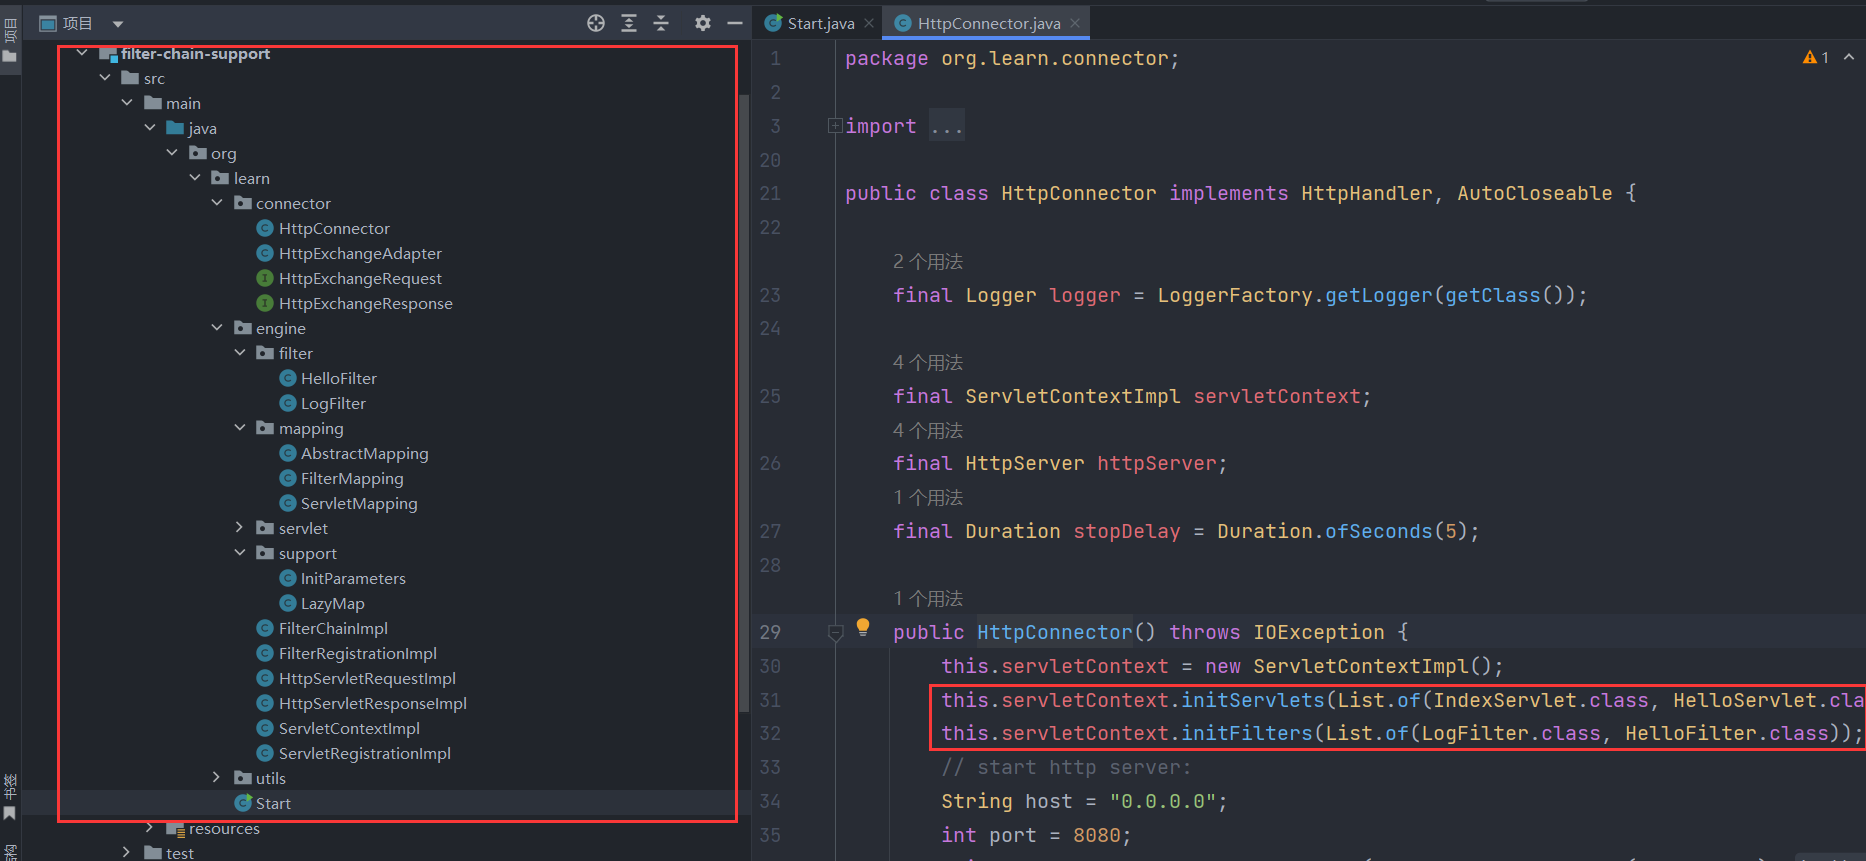 项目
项目
Start.java
HttpConnector.java
filter-chain-support
src
main
java
org
learn
connector
HttpConnector
HttpExchangeAdapter
HttpExchangeRequest
HttpExchangeResponse
engine
filter
HelloFilter
LogFilter
mapping
AbstractMapping
FilterMapping
ServletMapping
servlet
support
InitParameters
LazyMap
FilterChainImpl
FilterRegistrationImpl
HttpServletRequestImpl
HttpServletResponseImpl
ServletContextImpl
ServletRegistrationImpl
utils
Start
resources
test
书签
1 package org.learn.connector;
1
2
3 import ...
20
21 public class HttpConnector implements HttpHandler, AutoCloseable {
22
2 个用法
23 final Logger logger = LoggerFactory.getLogger(getClass());
24
4 个用法
25 final ServletContextImpl servletContext;
4 个用法
26 final HttpServer httpServer;
1 个用法
27 final Duration stopDelay = Duration.ofSeconds(5);
28
1 个用法
29 public HttpConnector() throws IOException {
30 this.servletContext = new ServletContextImpl();
31 this.servletContext.initServlets(List.of(IndexServlet.class, HelloServlet.cla
32 this.servletContext.initFilters(List.of(LogFilter.class, HelloFilter.class));
33 // start http server:
34 String host = "0.0.0.0";
35 int port = 8080;